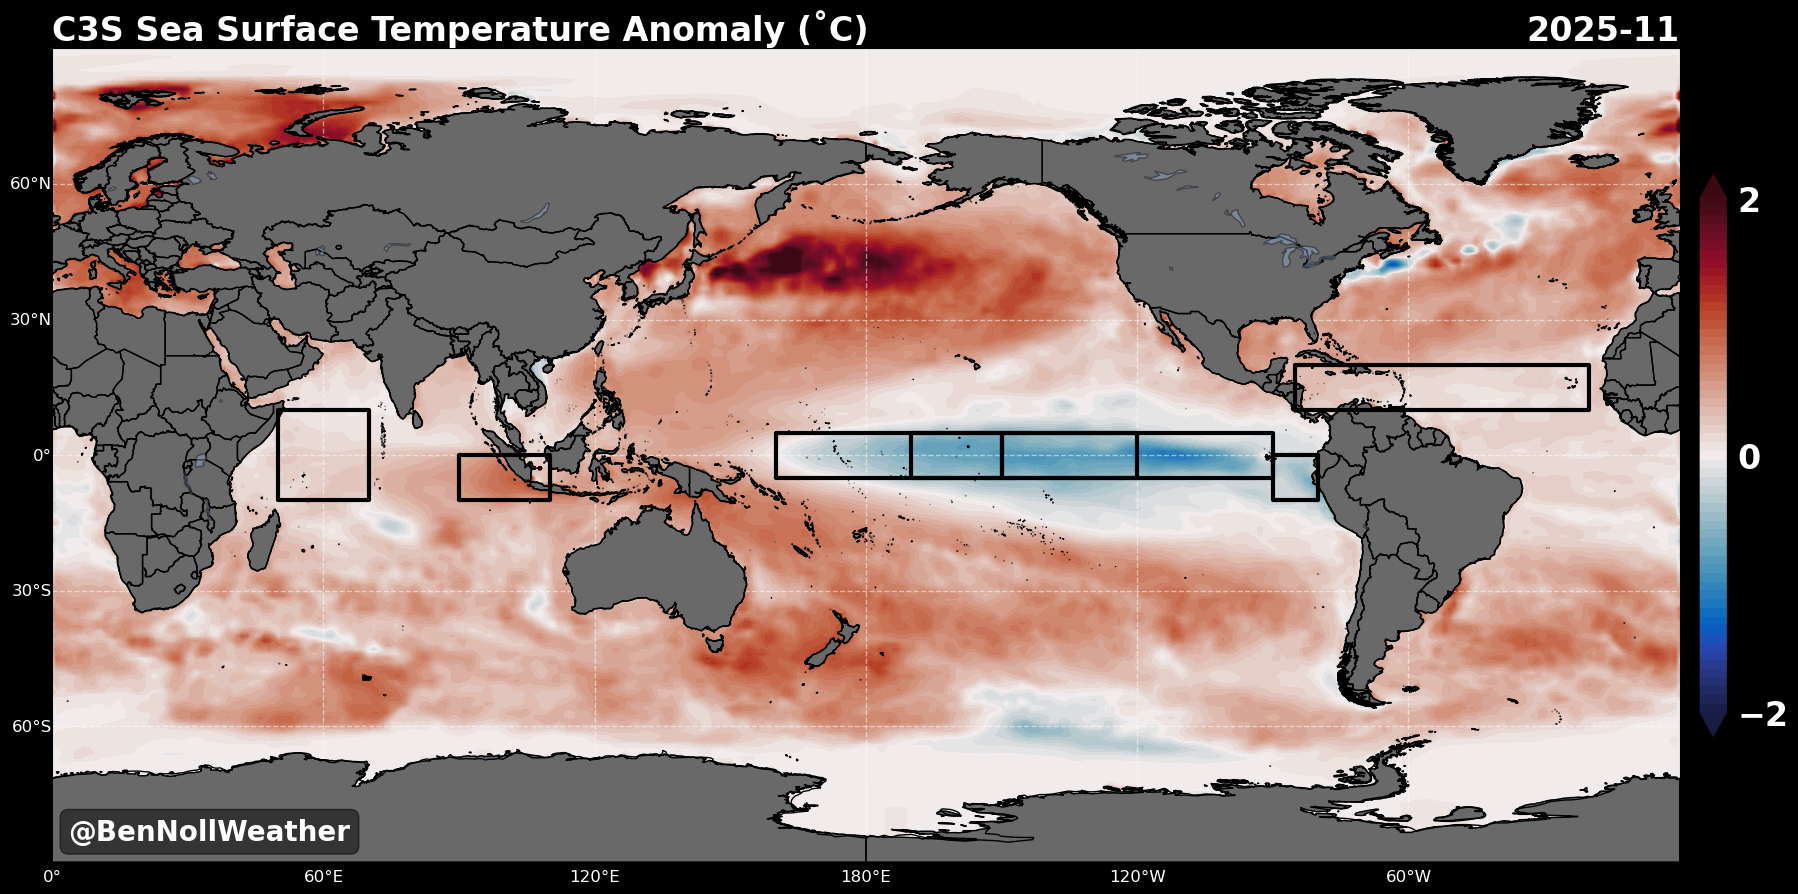 C3S Sea Surface Temperature Anomaly (˚C)
2025-11
60°N
30°N
0°
30°S
60°S
2
0
−2
@BenNollWeather
0°
60°E
120°E
180°E
120°W
60°W